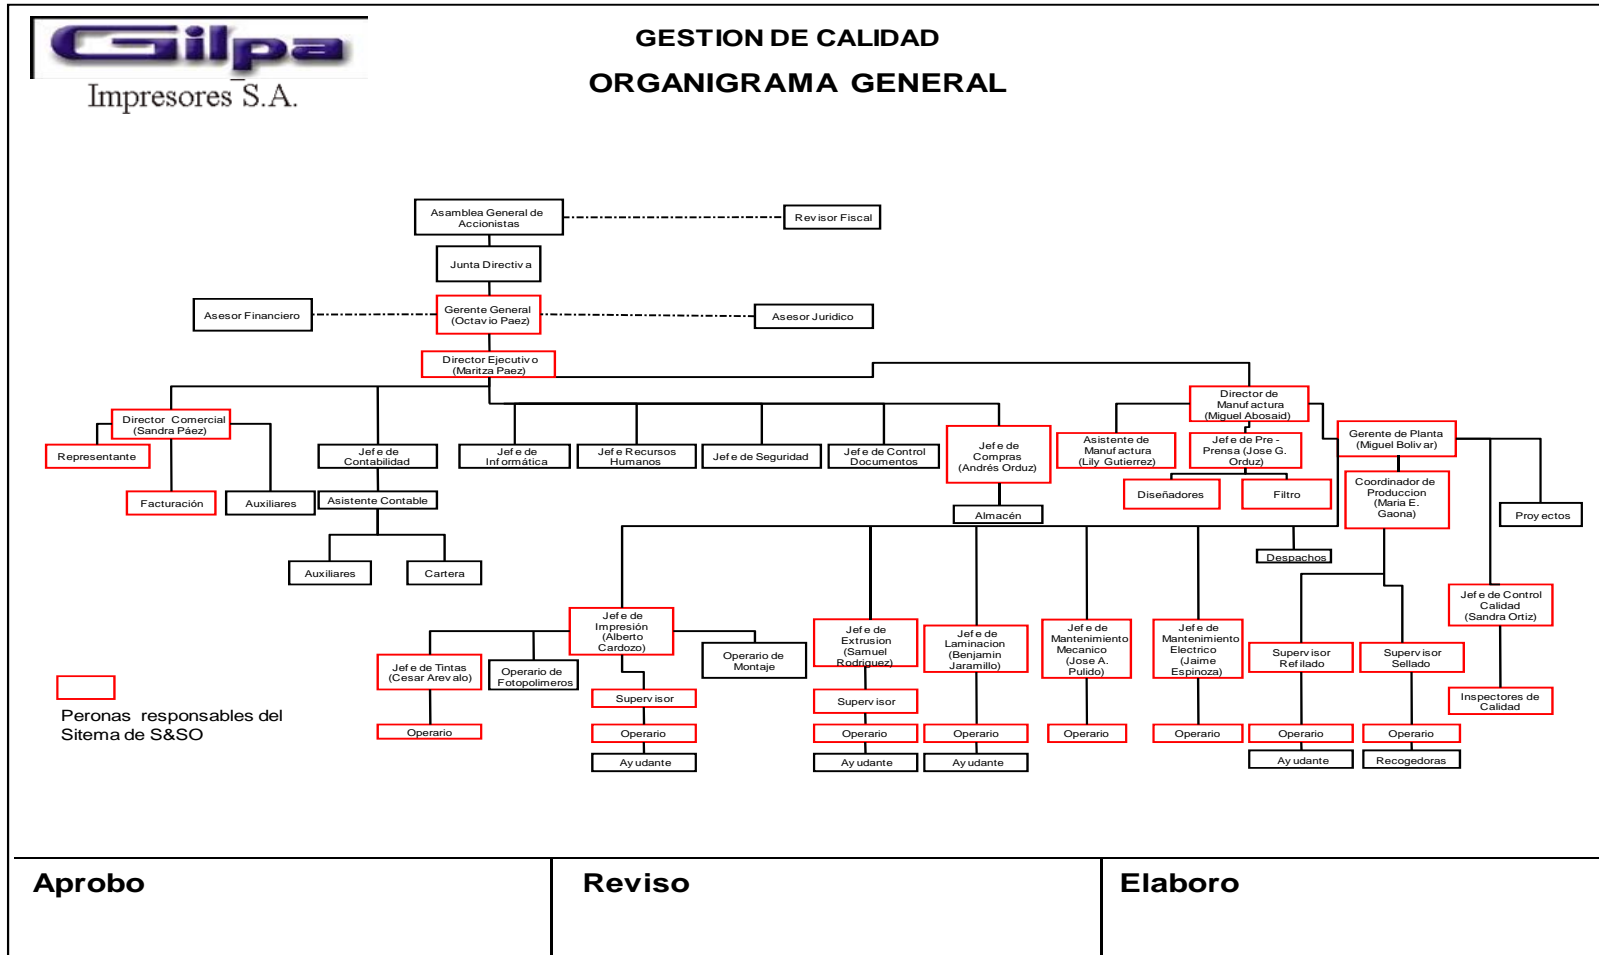 Gilpa
Impresores S.A.
GESTION DE CALIDAD
ORGANIGRAMA GENERAL
Asamblea General de
Accionistas
Revisor Fiscal
Junta Directiva
Asesor Financiero
Gerente General
(Octavio Paez)
Asesor Juridico
Director Ejecutivo
(Maritza Paez)
Director Comercial
(Sandra Páez)
Director de
Manufactura
(Miguel Abosaid)
Representante
Jefe de
Contabilidad
Jefe de
Informática
Jefe Recursos
Humanos
Jefe de Seguridad
Jefe de Control
Documentos
Jefe de
Compras
(Andrés Orduz)
Asistente de
Manufactura
(Lily Gutierrez)
Jefe de Pre -
Prensa (Jose G.
Orduz)
Gerente de Planta
(Miguel Bolivar)
Facturación
Auxiliares
Asistente Contable
Almacén
Diseñadores
Filtro
Coordinador de
Produccion
(Maria E.
Gaona)
Proyectos
Auxiliares
Cartera
Despachos
Jefe de
Impresión
(Alberto
Cardozo)
Jefe de
Extrusion
(Samuel
Rodriguez)
Jefe de
Laminacion
(Benjamin
Jaramillo)
Jefe de
Mantenimiento
Mecanico
(Jose A.
Pulido)
Jefe de
Mantenimiento
Electrico
(Jaime
Espinoza)
Jefe de Control
Calidad
(Sandra Ortiz)
Jefe de Tintas
(Cesar Arevalo)
Operario de
Fotopolimeros
Operario de
Montaje
Supervisor
Refilado
Supervisor
Sellado
Supervisor
Supervisor
Inspectores de
Calidad
Operario
Operario
Operario
Operario
Operario
Operario
Operario
Operario
Ayudante
Ayudante
Ayudante
Ayudante
Recogedoras
Peronas responsables del
Sitema de S&SO
Aprobo
Reviso
Elaboro